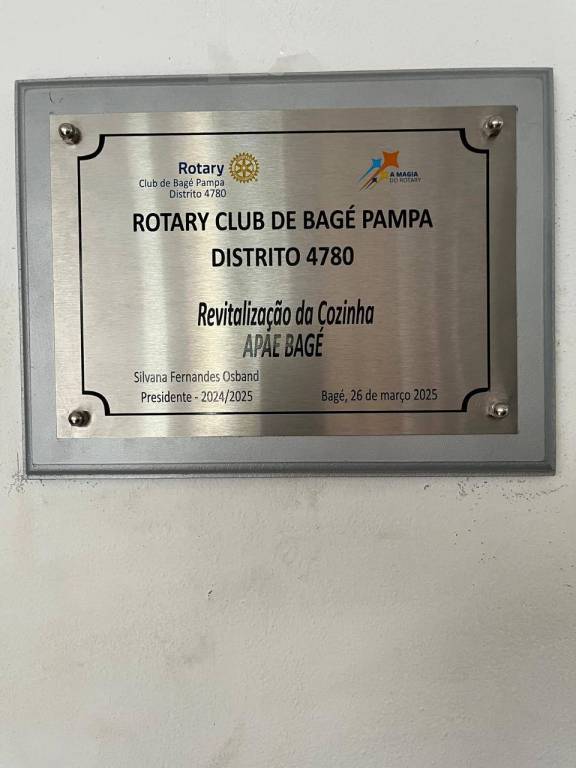 Rotary
Club de Bagé Pampa
Distrito 4780
A MAGIA
DO ROTARY
ROTARY CLUB DE BAGÉ PAMPA
DISTRITO 4780
Revitalização da Cozinha
APAE BAGÉ
Silvana Fernandes Osband
Presidente - 2024/2025
Bagé, 26 de março 2025